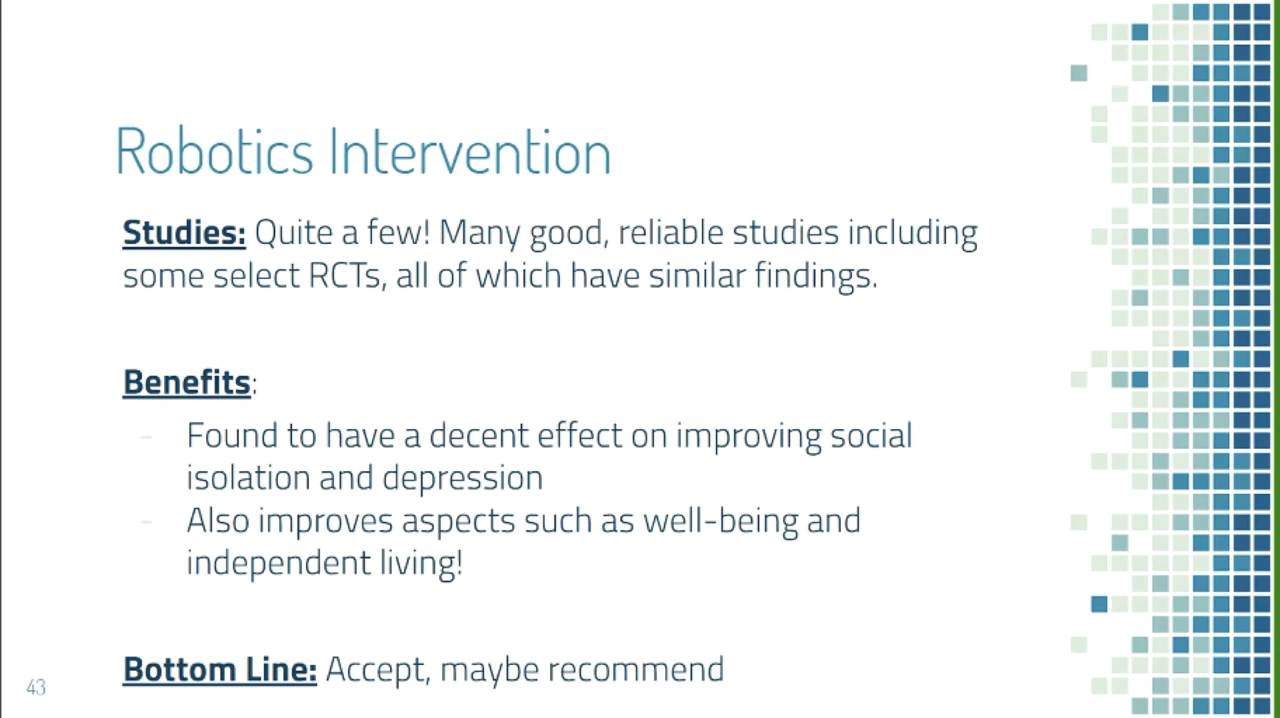 Robotics Intervention
Studies: Quite a few! Many good, reliable studies including
some select RCTs, all of which have similar findings.
Benefits:
- Found to have a decent effect on improving social
isolation and depression
- Also improves aspects such as well-being and
independent living!
Bottom Line: Accept, maybe recommend
43